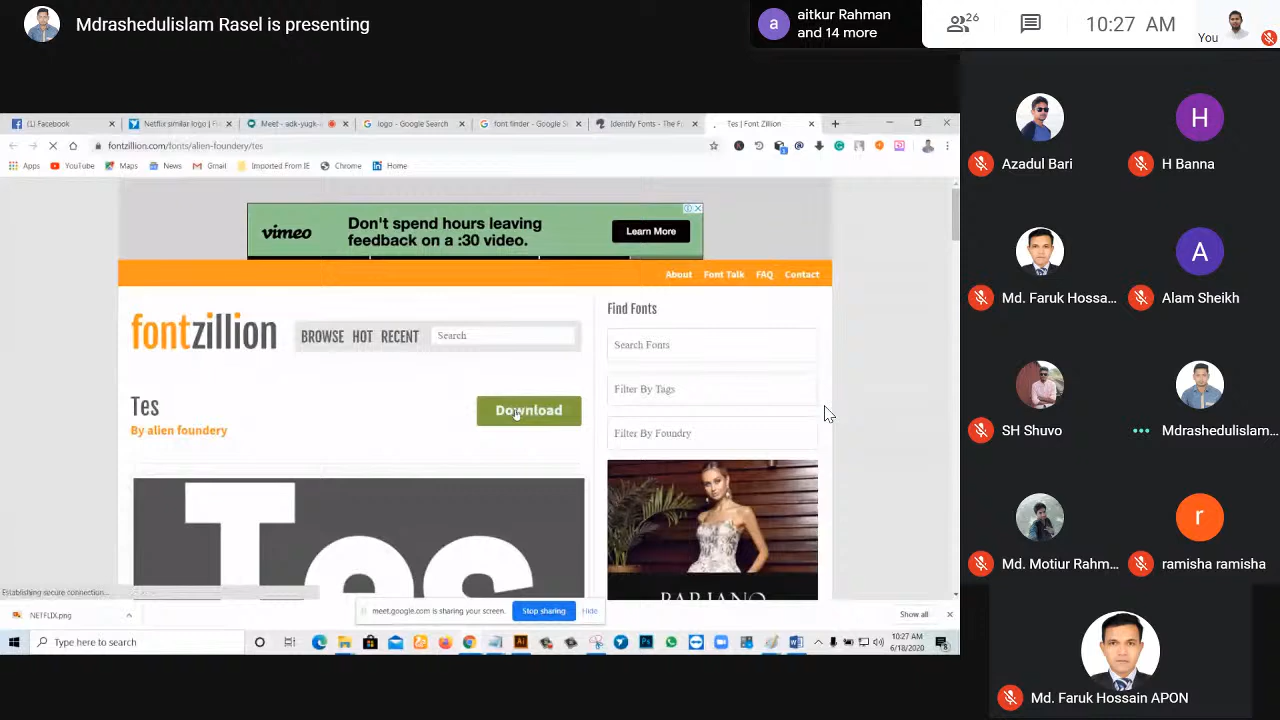 Mdrashedulislam Rasel is presenting
a
aitkur Rahman
and 14 more
26
10:27 AM
You
(1) Facebook
Netflix similar logo | Fi
Meet - adk-yugk-
logo - Google Search
font finder - Google Se
Identify Fonts - The F
Tes | Font Zillion
fontzillion.com/fonts/alien-foundery/tes
Apps
YouTube
Maps
News
Gmail
Imported From IE
Chrome
Home
vimeo
Don't spend hours leaving
feedback on a :30 video.
Learn More
About
Font Talk
FAQ
Contact
fontzillion
BROWSE
HOT
RECENT
Search
Tes
By alien foundery
Download
Tes
Find Fonts
Search Fonts
Filter By Tags
Filter By Foundry
Establishing secure connection...
NETFLIX.png
meet.google.com is sharing your screen.
Stop sharing
Hide
Show all
Type here to search
10:27 AM
6/18/2020
Azadul Bari
H
H Banna
Md. Faruk Hossa...
A
Alam Sheikh
SH Shuvo
Mdrashedulislam...
Md. Motiur Rahm...
r
ramisha ramisha
Md. Faruk Hossain APON